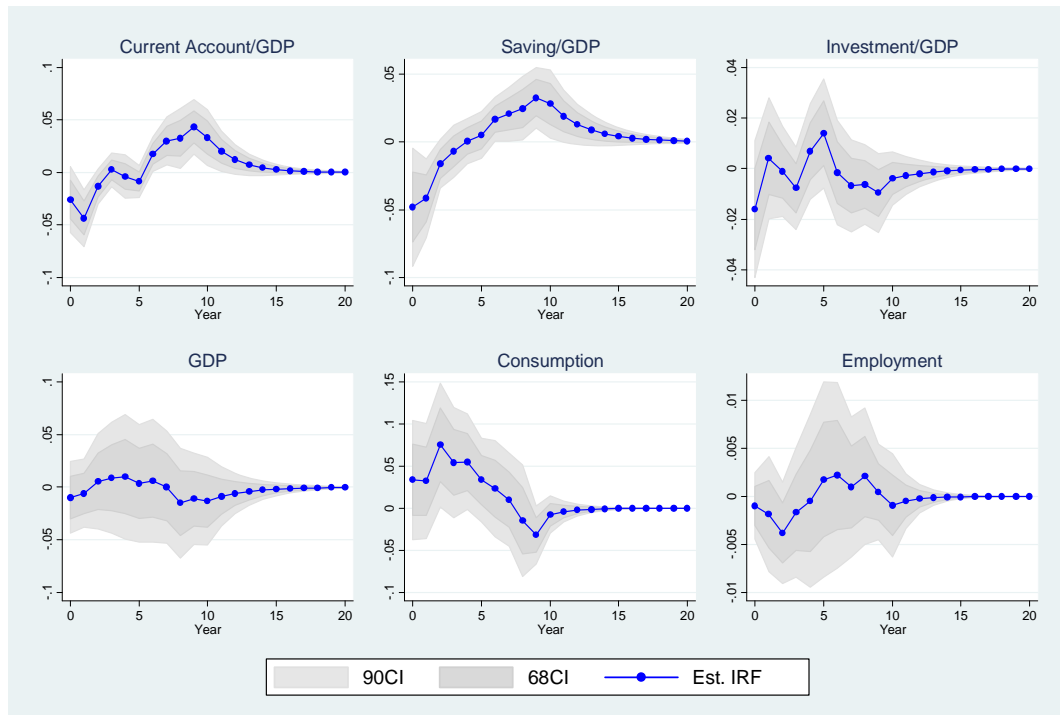 Current Account/GDP
.1
.05
0
-.05
-.1
0 5 10 15 20
Year
Saving/GDP
.05
0
-.05
-.1
0 5 10 15 20
Year
Investment/GDP
.04
.02
0
-.02
-.04
0 5 10 15 20
Year
GDP
.1
.05
0
-.05
-.1
0 5 10 15 20
Year
Consumption
.15
.1
.05
0
-.05
-.1
0 5 10 15 20
Year
Employment
.01
.005
0
-.005
-.01
0 5 10 15 20
Year
90CI 68CI Est. IRF